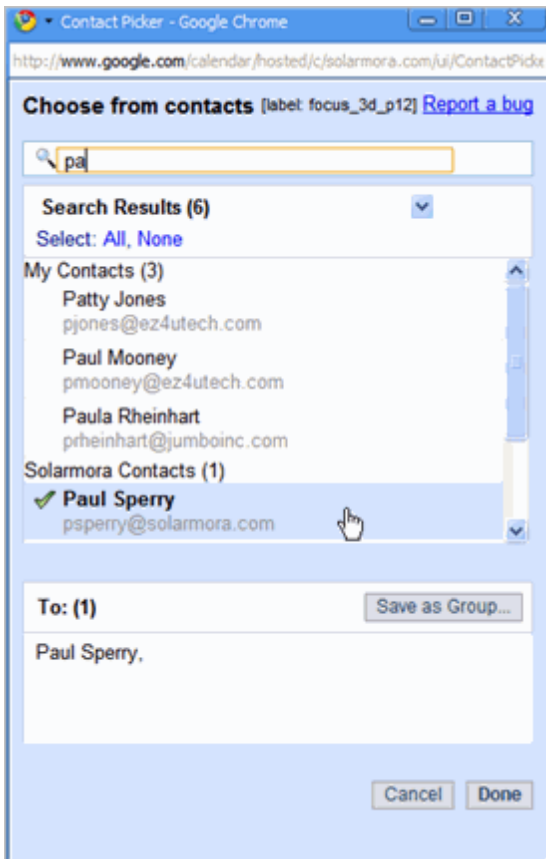 Contact Picker - Google Chrome
http://www.google.com/calendar/hosted/c/solarmora.com/ui/ContactPicke
Choose from contacts [label: focus_3d_p12] Report a bug
pa
Search Results (6)
Select: All, None
My Contacts (3)
Patty Jones
pjones@ez4utech.com
Paul Mooney
pmooney@ez4utech.com
Paula Rheinhart
prheinhart@jumboinc.com
Solarmora Contacts (1)
Paul Sperry
psperry@solarmora.com
To: (1) Save as Group...
Paul Sperry,
Cancel Done